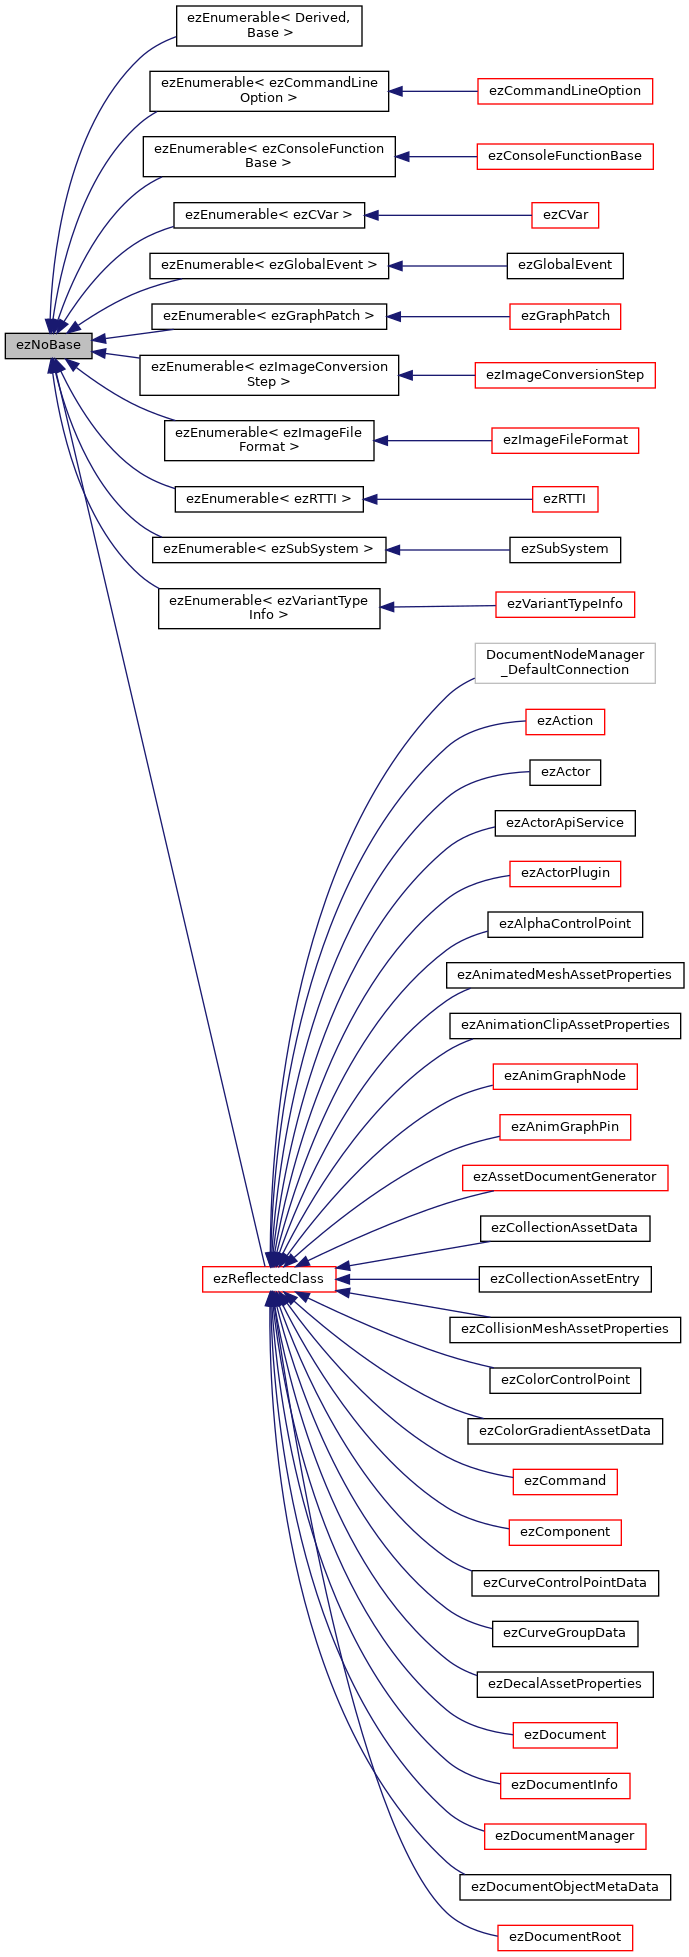 ezEnumerable< Derived,
Base >
ezEnumerable< ezCommandLine
Option >
ezCommandLineOption
ezEnumerable< ezConsoleFunction
Base >
ezConsoleFunctionBase
ezEnumerable< ezCVar >
ezCVar
ezEnumerable< ezGlobalEvent >
ezGlobalEvent
ezEnumerable< ezGraphPatch >
ezGraphPatch
ezNoBase
ezEnumerable< ezImageConversion
Step >
ezImageConversionStep
ezEnumerable< ezImageFile
Format >
ezImageFileFormat
ezEnumerable< ezRTTI >
ezRTTI
ezEnumerable< ezSubSystem >
ezSubSystem
ezEnumerable< ezVariantType
Info >
ezVariantTypeInfo
DocumentNodeManager
_DefaultConnection
ezAction
ezActor
ezActorApiService
ezActorPlugin
ezAlphaControlPoint
ezAnimatedMeshAssetProperties
ezAnimationClipAssetProperties
ezAnimGraphNode
ezAnimGraphPin
ezAssetDocumentGenerator
ezCollectionAssetData
ezReflectedClass
ezCollectionAssetEntry
ezCollisionMeshAssetProperties
ezColorControlPoint
ezColorGradientAssetData
ezCommand
ezComponent
ezCurveControlPointData
ezCurveGroupData
ezDecalAssetProperties
ezDocument
ezDocumentInfo
ezDocumentManager
ezDocumentObjectMetaData
ezDocumentRoot